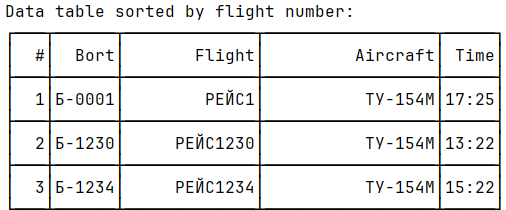 Data table sorted by flight number:
# Bort Flight Aircraft Time
1 Б-0001 РЕЙС1 ТУ-154М 17:25
2 Б-1230 РЕЙС1230 ТУ-154М 13:22
3 Б-1234 РЕЙС1234 ТУ-154М 15:22